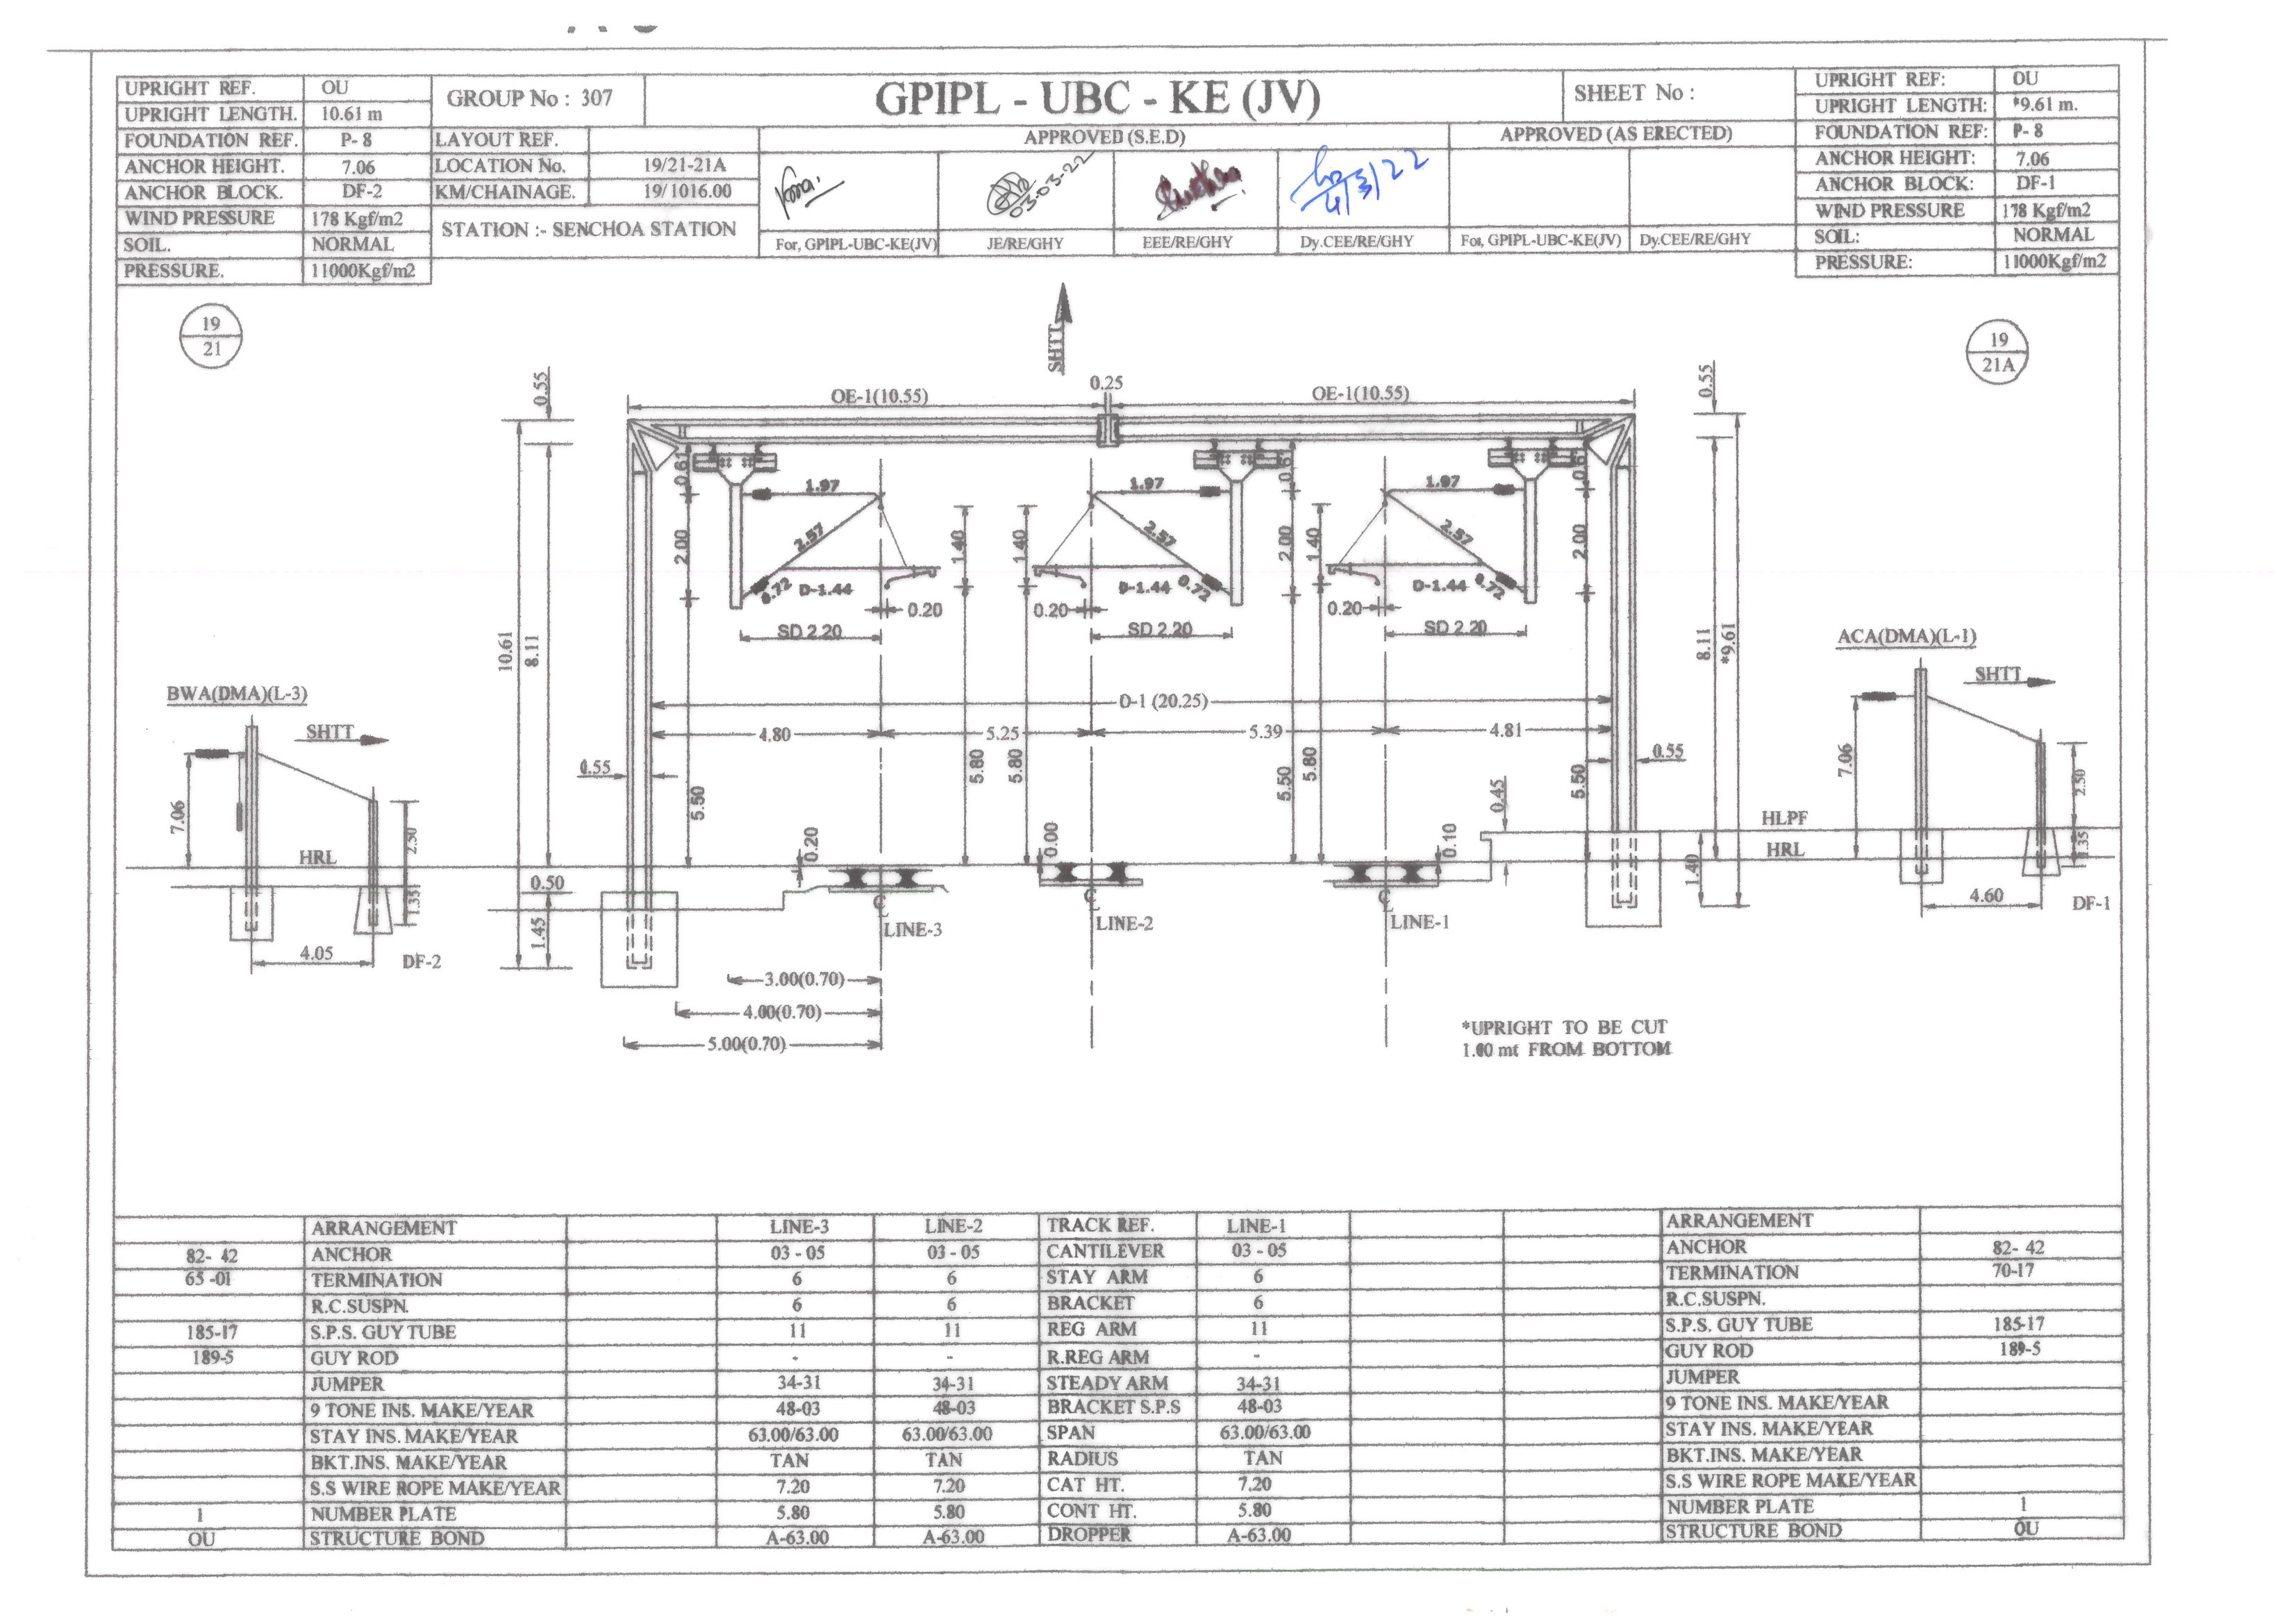 UPRIGHT REF. OU
UPRIGHT LENGTH. 10.61 m
FOUNDATION REF. P- 8
ANCHOR HEIGHT. 7.06
ANCHOR BLOCK. DF-2
WIND PRESSURE 178 Kgf/m2
SOIL. NORMAL
PRESSURE. 11000Kgf/m2
GROUP No : 307
LAYOUT REF.
LOCATION No. 19/21-21A
KM/CHAINAGE. 19/1016.00
STATION :- SENCHOA STATION
GPIPL - UBC - KE (JV)
SHEET No :
APPROVED (S.E.D)
APPROVED (AS ERECTED)
03-03-22
4/3/22
For, GPIPL-UBC-KE(JV) JE/RE/GHY EEE/RE/GHY Dy.CEE/RE/GHY For, GPIPL-UBC-KE(JV) Dy.CEE/RE/GHY
UPRIGHT REF: OU
UPRIGHT LENGTH: *9.61 m.
FOUNDATION REF: P- 8
ANCHOR HEIGHT: 7.06
ANCHOR BLOCK: DF-1
WIND PRESSURE 178 Kgf/m2
SOIL: NORMAL
PRESSURE: 11000Kgf/m2
19
21
SHTT
19
21A
0.55
OE-1(10.55)
0.25
OE-1(10.55)
0.55
0.61
1.97
2.57
2.00
0.72
D-1.44
1.40
0.20
SD 2.20
1.40
1.97
2.57
D-1.44
0.72
0.20
SD 2.20
0.61
2.00
1.40
1.97
2.57
D-1.44
0.72
0.20
SD 2.20
0.61
2.00
10.61
8.11
8.11
*9.61
D-1 (20.25)
4.80
5.25
5.39
4.81
0.55
0.55
5.50
5.80
5.80
5.50
5.80
5.50
BWA(DMA)(L-3)
SHTT
7.06
HRL
2.50
1.35
4.05
DF-2
ACA(DMA)(L-1)
SHTT
7.06
2.50
1.35
4.60
DF-1
HLPF
HRL
0.45
0.20
0.00
0.10
1.40
0.50
1.45
LINE-3
LINE-2
LINE-1
3.00(0.70)
4.00(0.70)
5.00(0.70)
*UPRIGHT TO BE CUT
1.00 mt FROM BOTTOM
ARRANGEMENT LINE-3 LINE-2 TRACK REF. LINE-1 ARRANGEMENT
82- 42 ANCHOR 03 - 05 03 - 05 CANTILEVER 03 - 05 ANCHOR 82- 42
65 -01 TERMINATION 6 6 STAY ARM 6 TERMINATION 70-17
R.C.SUSPN. 6 6 BRACKET 6 R.C.SUSPN.
185-17 S.P.S. GUY TUBE 11 11 REG ARM 11 S.P.S. GUY TUBE 185-17
189-5 GUY ROD - - R.REG ARM - GUY ROD 189-5
JUMPER 34-31 34-31 STEADY ARM 34-31 JUMPER
9 TONE INS. MAKE/YEAR 48-03 48-03 BRACKET S.P.S 48-03 9 TONE INS. MAKE/YEAR
STAY INS. MAKE/YEAR 63.00/63.00 63.00/63.00 SPAN 63.00/63.00 STAY INS. MAKE/YEAR
BKT.INS. MAKE/YEAR TAN TAN RADIUS TAN BKT.INS. MAKE/YEAR
S.S WIRE ROPE MAKE/YEAR 7.20 7.20 CAT HT. 7.20 S.S WIRE ROPE MAKE/YEAR
1 NUMBER PLATE 5.80 5.80 CONT HT. 5.80 NUMBER PLATE 1
OU STRUCTURE BOND A-63.00 A-63.00 DROPPER A-63.00 STRUCTURE BOND OU